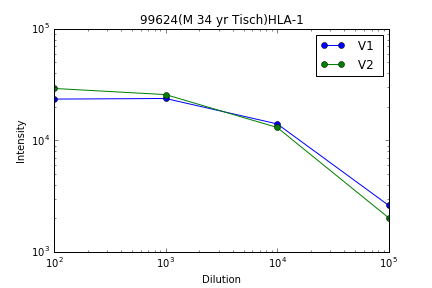 99624(M 34 yr Tisch)HLA-1
10^5
V1
V2
10^4
Intensity
10^3
10^2 10^3 10^4 10^5
Dilution